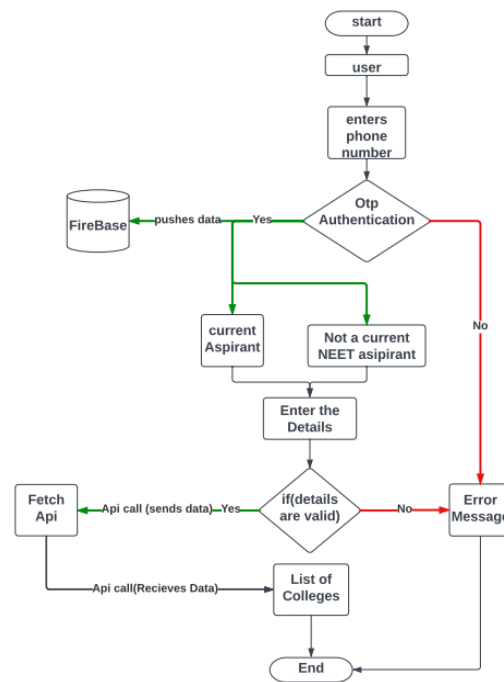 start
user
enters
phone
number
Otp
Authentication
FireBase
pushes data
Yes
No
current
Aspirant
Not a current
NEET asipirant
Enter the
Details
if(details
are valid)
Fetch
Api
Api call (sends data)
Yes
No
Error
Message
Api call(Recieves Data)
List of
Colleges
End